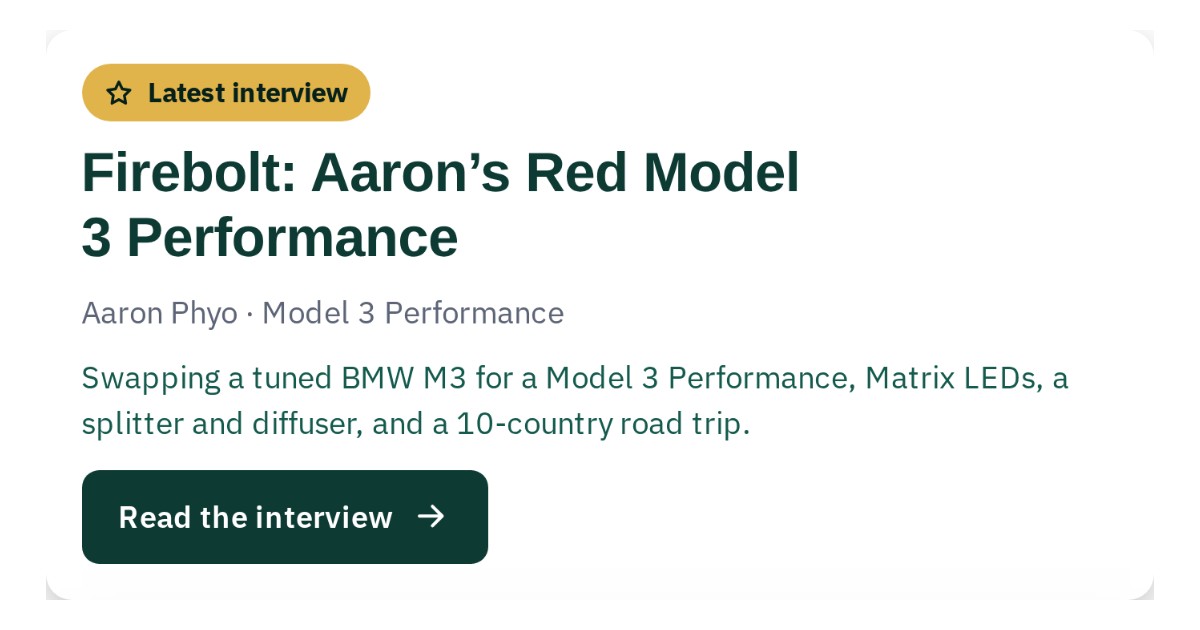 Latest interview
Firebolt: Aaron’s Red Model
3 Performance
Aaron Phyo · Model 3 Performance
Swapping a tuned BMW M3 for a Model 3 Performance, Matrix LEDs, a
splitter and diffuser, and a 10-country road trip.
Read the interview →